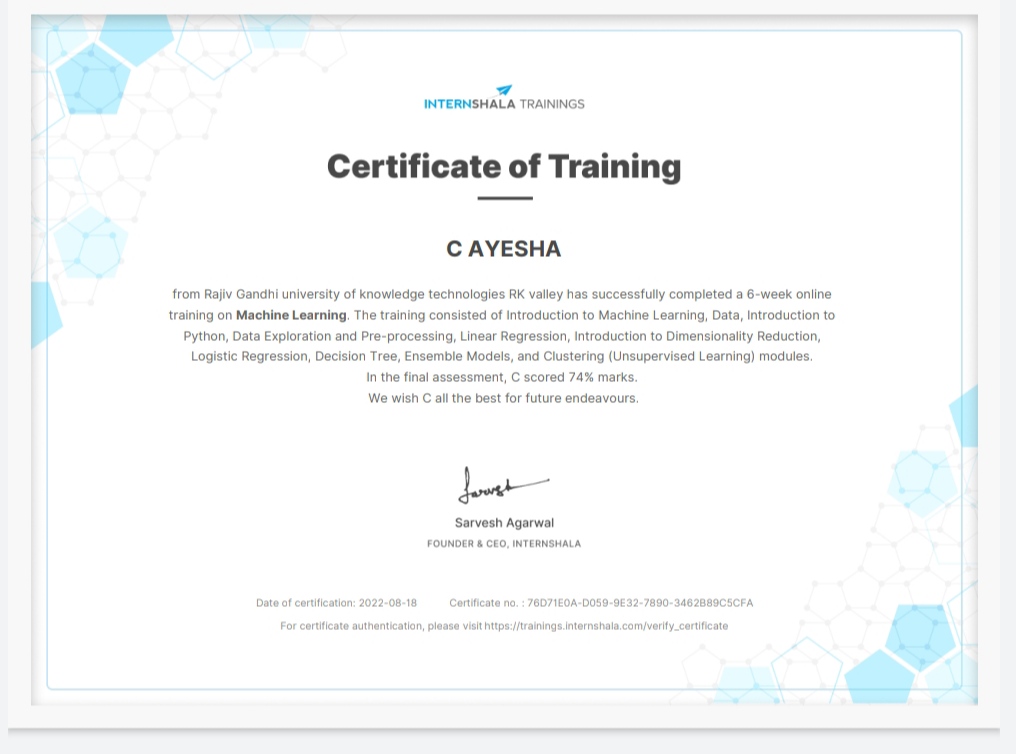 INTERNSHALA TRAININGS
Certificate of Training
C AYESHA
from Rajiv Gandhi university of knowledge technologies RK valley has successfully completed a 6-week online
training on Machine Learning. The training consisted of Introduction to Machine Learning, Data, Introduction to
Python, Data Exploration and Pre-processing, Linear Regression, Introduction to Dimensionality Reduction,
Logistic Regression, Decision Tree, Ensemble Models, and Clustering (Unsupervised Learning) modules.
In the final assessment, C scored 74% marks.
We wish C all the best for future endeavours.
Sarvesh
Sarvesh Agarwal
FOUNDER & CEO, INTERNSHALA
Date of certification: 2022-08-18 Certificate no. : 76D71E0A-D059-9E32-7890-3462B89C5CFA
For certificate authentication, please visit https://trainings.internshala.com/verify_certificate